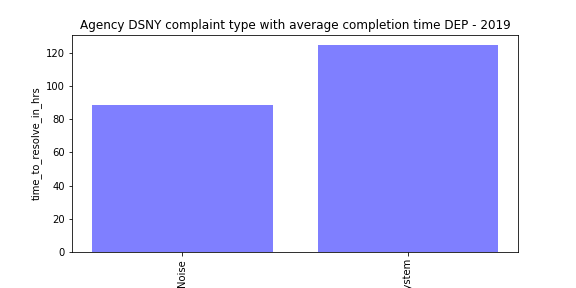 Agency DSNY complaint type with average completion time DEP - 2019
time_to_resolve_in_hrs
120
100
80
60
40
20
0
Noise
ystem